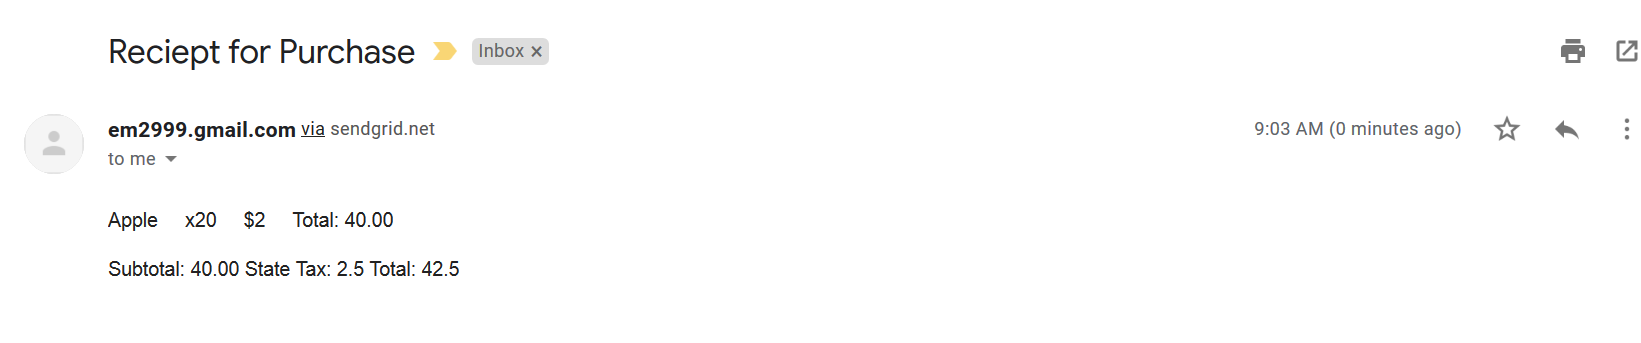 Reciept for Purchase Inbox ×
em2999.gmail.com via sendgrid.net 9:03 AM (0 minutes ago)
to me
Apple x20 $2 Total: 40.00
Subtotal: 40.00 State Tax: 2.5 Total: 42.5